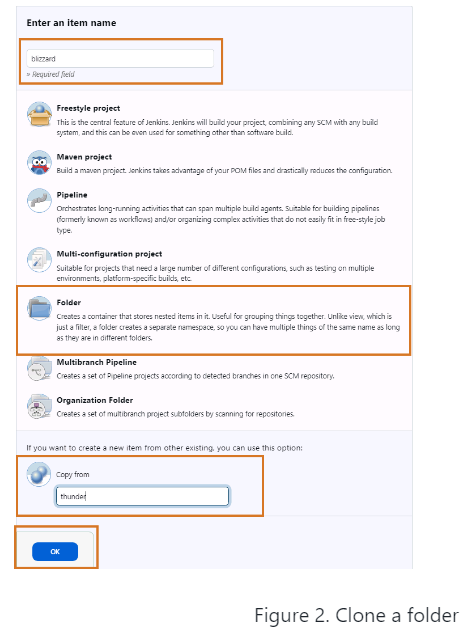 Enter an item name
blizzard
» Required field
Freestyle project
This is the central feature of Jenkins. Jenkins will build your project, combining any SCM with any build
system, and this can be even used for something other than software build.
Maven project
Build a maven project. Jenkins takes advantage of your POM files and drastically reduces the configuration.
Pipeline
Orchestrates long-running activities that can span multiple build agents. Suitable for building pipelines
(formerly known as workflows) and/or organizing complex activities that do not easily fit in free-style job
type.
Multi-configuration project
Suitable for projects that need a large number of different configurations, such as testing on multiple
environments, platform-specific builds, etc.
Folder
Creates a container that stores nested items in it. Useful for grouping things together. Unlike view, which is
just a filter, a folder creates a separate namespace, so you can have multiple things of the same name as long
as they are in different folders.
Multibranch Pipeline
Creates a set of Pipeline projects according to detected branches in one SCM repository.
Organization Folder
Creates a set of multibranch project subfolders by scanning for repositories.
If you want to create a new item from other existing, you can use this option:
Copy from
thunder
OK
Figure 2. Clone a folder